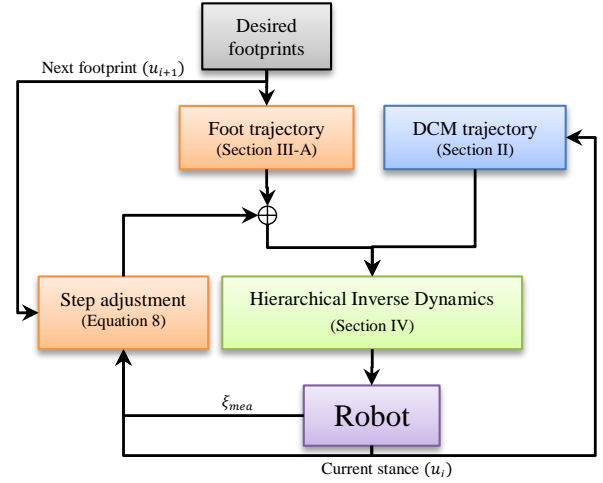 Desired
footprints
Next footprint (u_{i+1})
Foot trajectory
(Section III-A)
DCM trajectory
(Section II)
Step adjustment
(Equation 8)
Hierarchical Inverse Dynamics
(Section IV)
ξ_{mea}
Robot
Current stance (u_i)